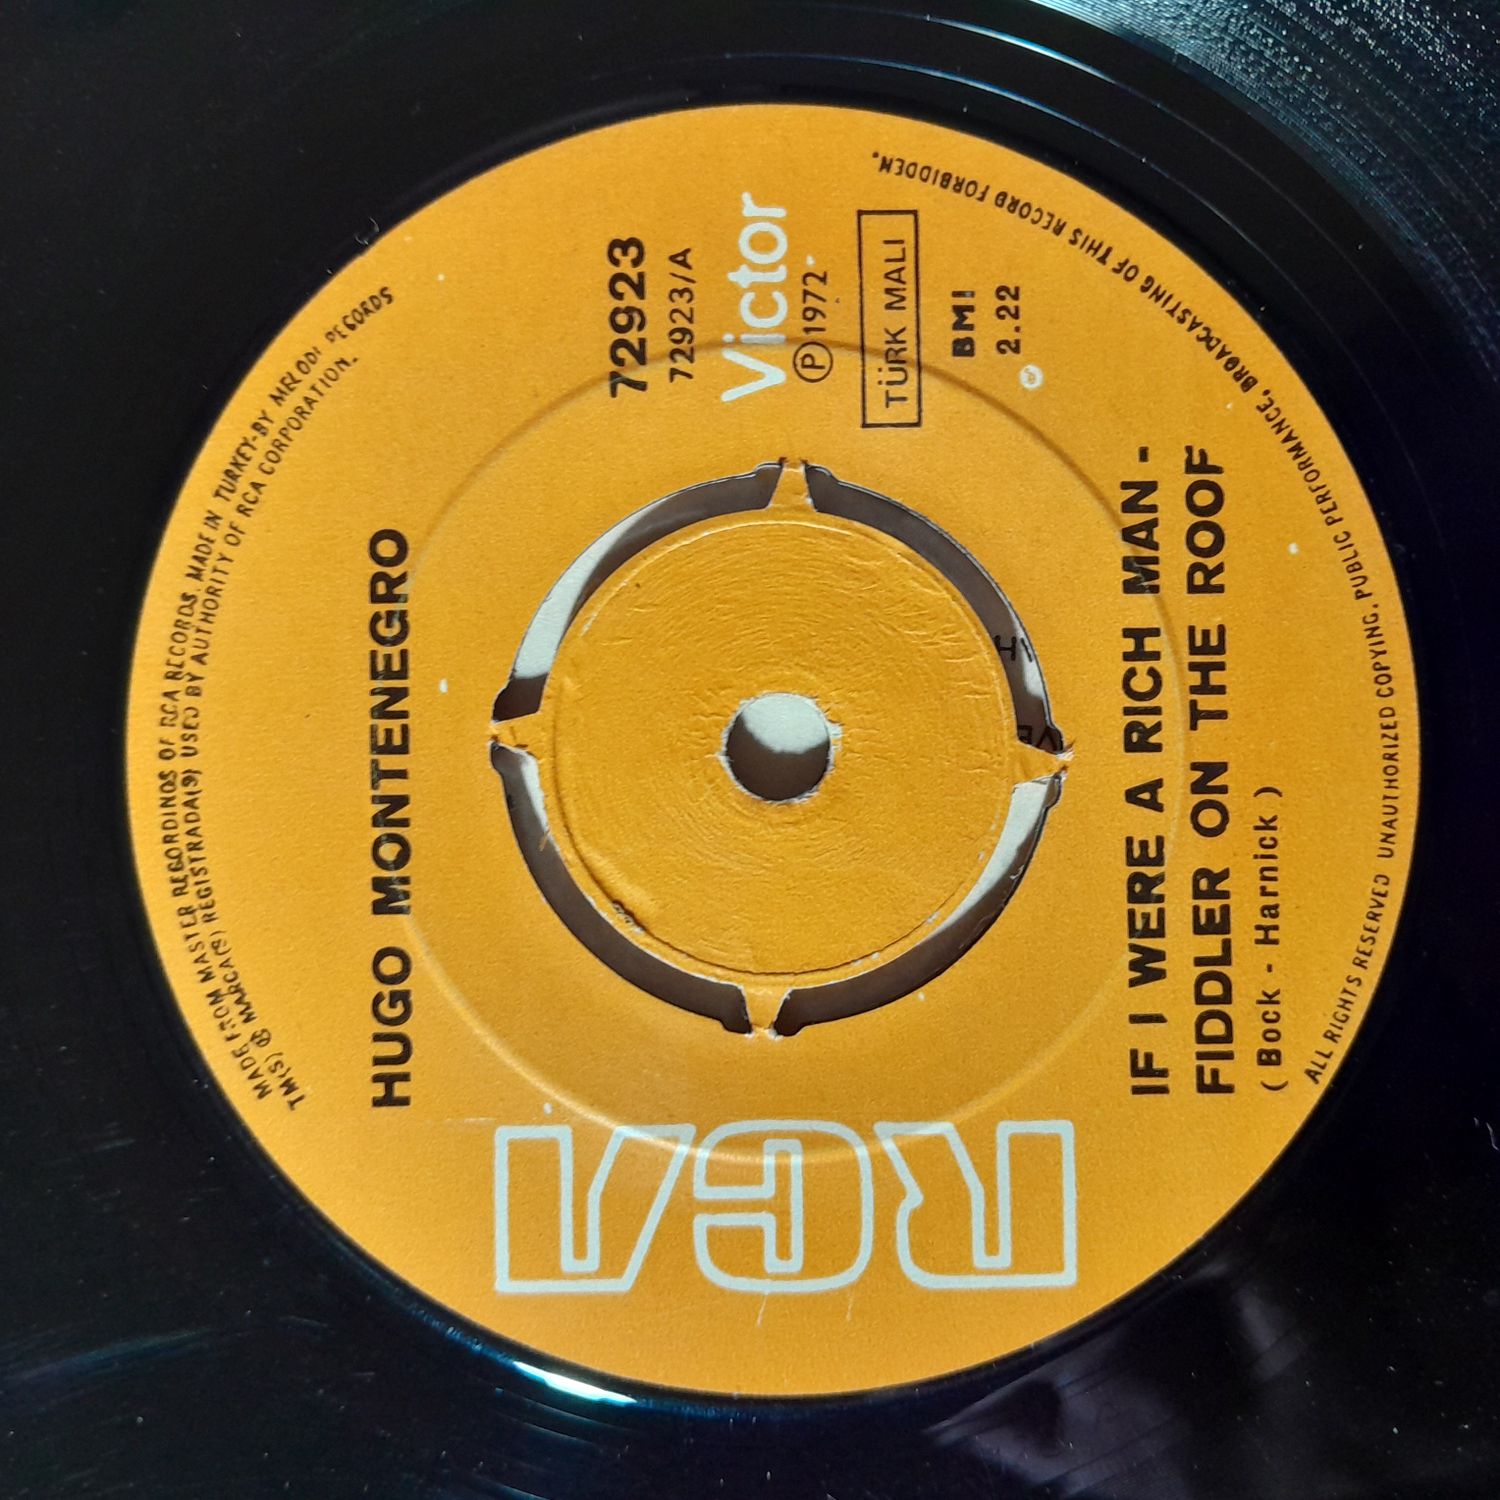 MADE FROM MASTER RECORDINGS OF RCA RECORDS. MADE IN TURKEY-BY MELODI RECORDS
TM(S) ® MARCA(S) REGISTRADA(S) USED BY AUTHORITY OF RCA CORPORATION.
HUGO MONTENEGRO
RCA
72923
72923/A
Victor
Ⓟ 1972-
TÜRK MALI
BMI
2.22
IF I WERE A RICH MAN -
FIDDLER ON THE ROOF
( Bock - Harnick )
ALL RIGHTS RESERVED UNAUTHORIZED COPYING. PUBLIC PERFORMANCE. BROADCASTING OF THIS RECORD FORBIDDEN.